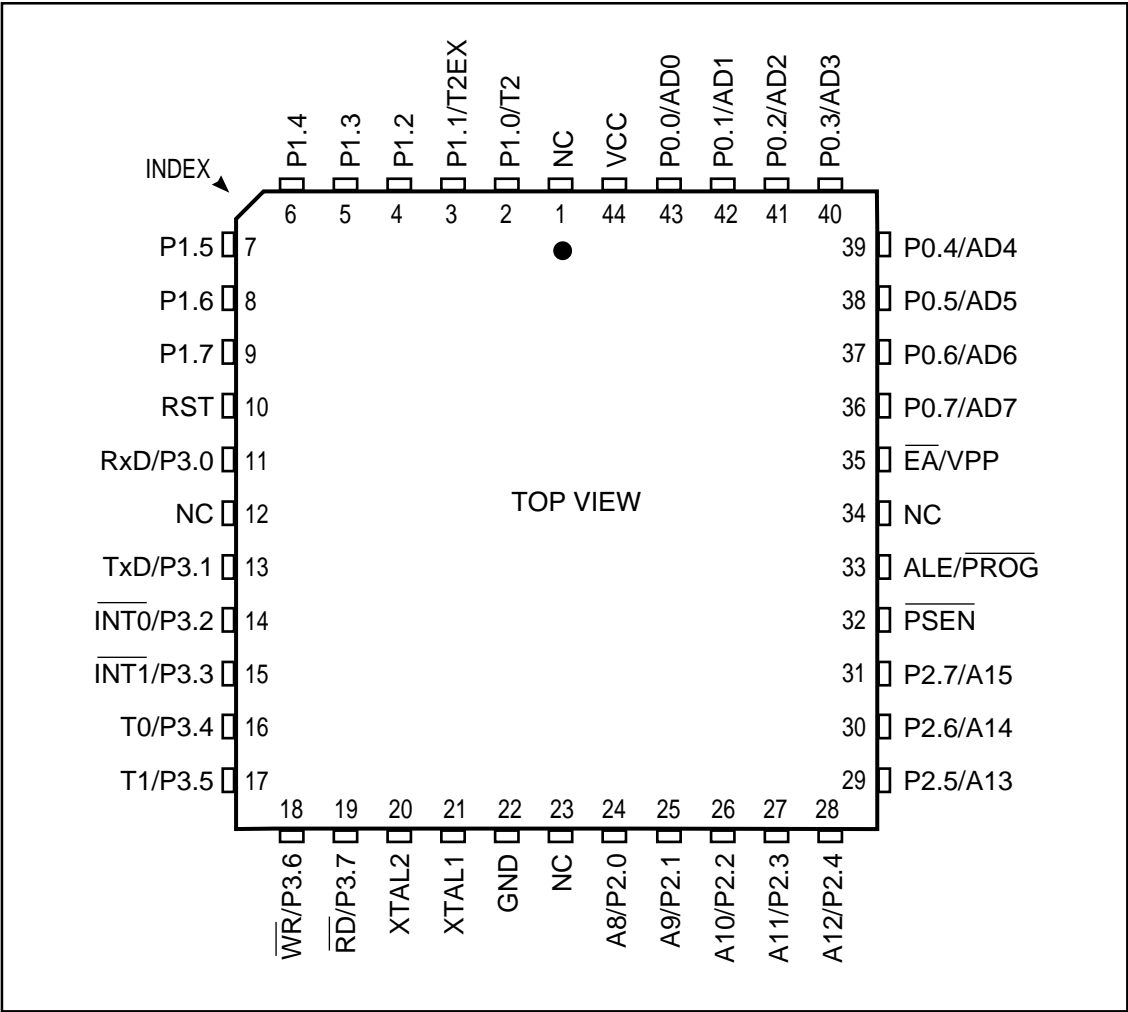 P1.4
P1.3
P1.2
P1.1/T2EX
P1.0/T2
NC
VCC
P0.0/AD0
P0.1/AD1
P0.2/AD2
P0.3/AD3
INDEX
6 5 4 3 2 1 44 43 42 41 40
P1.5 7 39 P0.4/AD4
P1.6 8 38 P0.5/AD5
P1.7 9 37 P0.6/AD6
RST 10 36 P0.7/AD7
RxD/P3.0 11 35 E̅A̅/VPP
NC 12 TOP VIEW 34 NC
TxD/P3.1 13 33 ALE/P̅R̅O̅G̅
I̅N̅T̅0̅/P3.2 14 32 P̅S̅E̅N̅
I̅N̅T̅1̅/P3.3 15 31 P2.7/A15
T0/P3.4 16 30 P2.6/A14
T1/P3.5 17 29 P2.5/A13
18 19 20 21 22 23 24 25 26 27 28
W̅R̅/P3.6
R̅D̅/P3.7
XTAL2
XTAL1
GND
NC
A8/P2.0
A9/P2.1
A10/P2.2
A11/P2.3
A12/P2.4